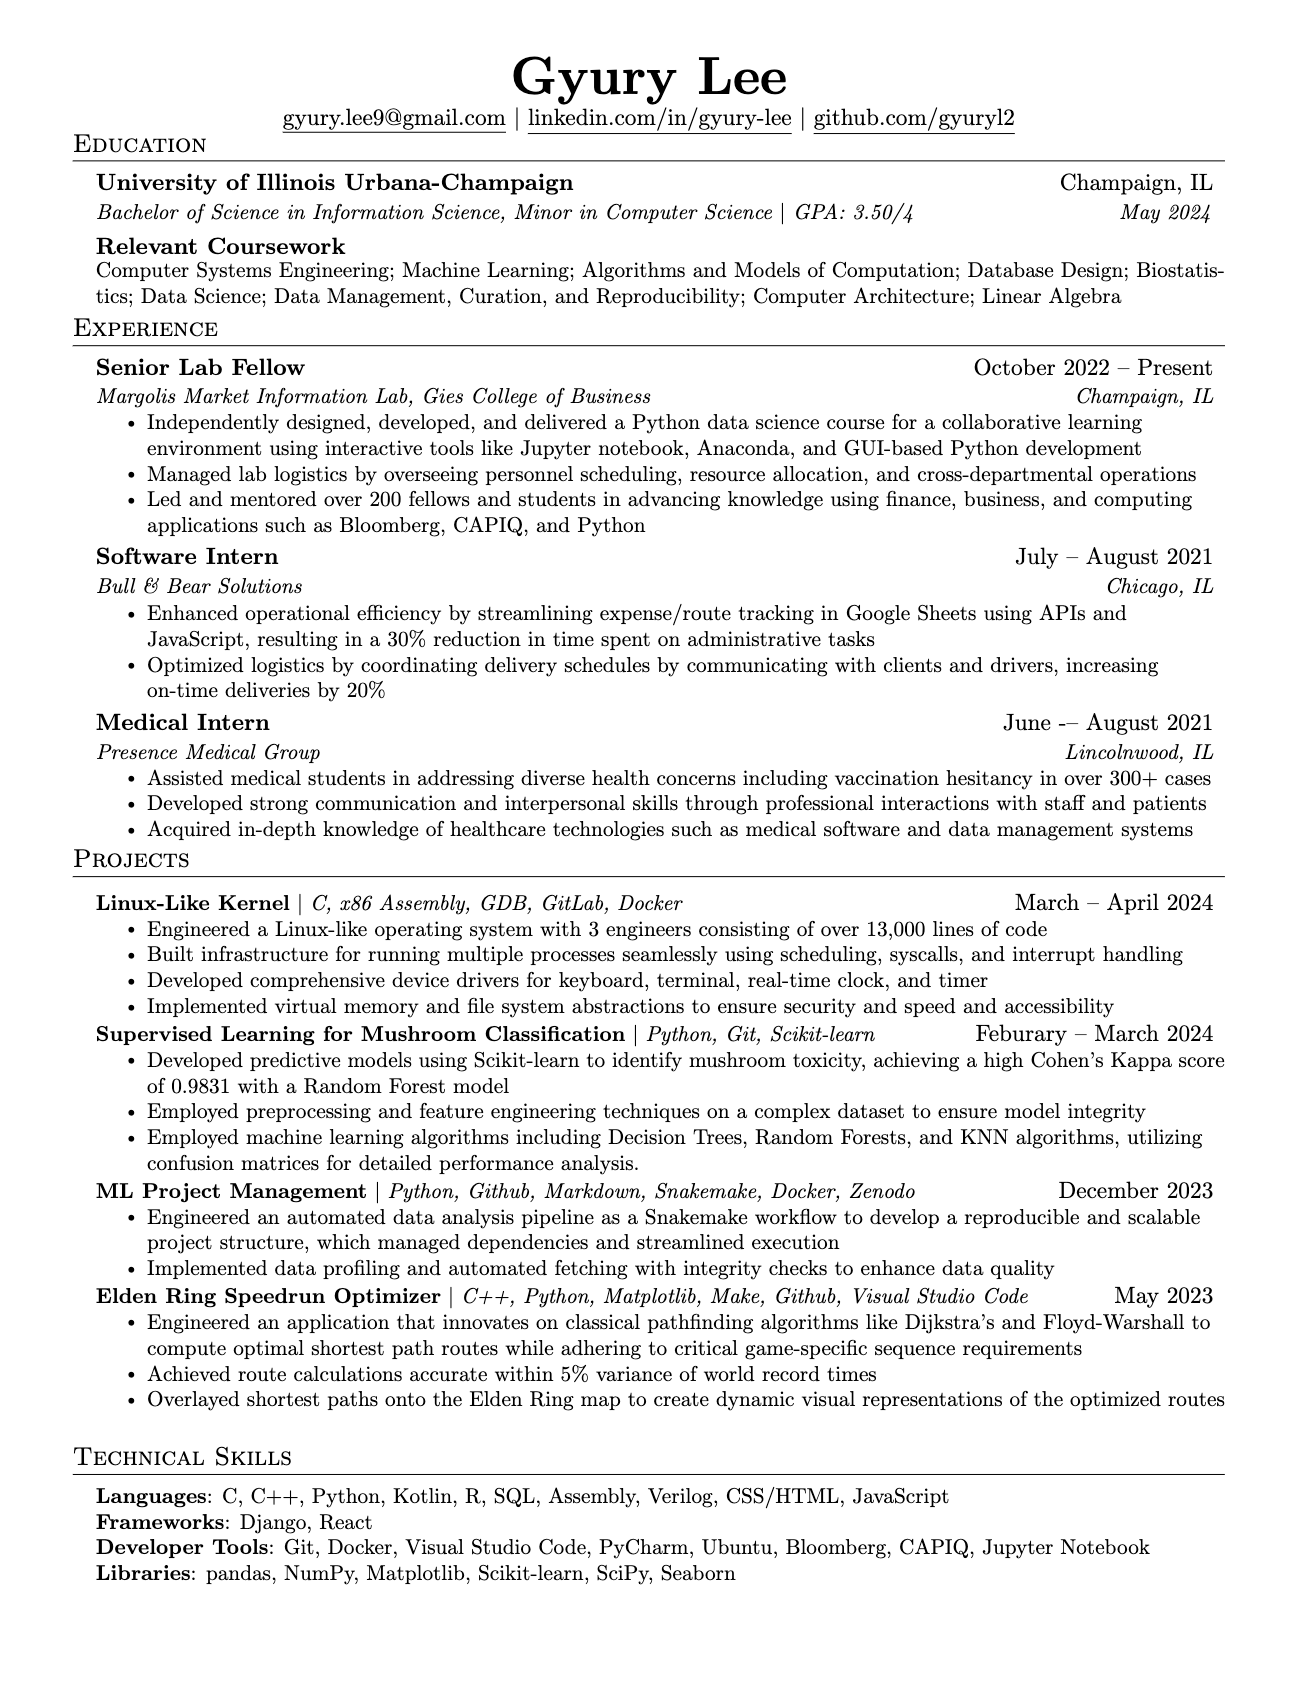 Gyury Lee
gyury.lee9@gmail.com | linkedin.com/in/gyury-lee | github.com/gyuryl2
Education
University of Illinois Urbana-Champaign Champaign, IL
Bachelor of Science in Information Science, Minor in Computer Science | GPA: 3.50/4 May 2024
Relevant Coursework
Computer Systems Engineering; Machine Learning; Algorithms and Models of Computation; Database Design; Biostatis-
tics; Data Science; Data Management, Curation, and Reproducibility; Computer Architecture; Linear Algebra
Experience
Senior Lab Fellow October 2022 – Present
Margolis Market Information Lab, Gies College of Business Champaign, IL
• Independently designed, developed, and delivered a Python data science course for a collaborative learning
environment using interactive tools like Jupyter notebook, Anaconda, and GUI-based Python development
• Managed lab logistics by overseeing personnel scheduling, resource allocation, and cross-departmental operations
• Led and mentored over 200 fellows and students in advancing knowledge using finance, business, and computing
applications such as Bloomberg, CAPIQ, and Python
Software Intern July – August 2021
Bull & Bear Solutions Chicago, IL
• Enhanced operational efficiency by streamlining expense/route tracking in Google Sheets using APIs and
JavaScript, resulting in a 30% reduction in time spent on administrative tasks
• Optimized logistics by coordinating delivery schedules by communicating with clients and drivers, increasing
on-time deliveries by 20%
Medical Intern June -– August 2021
Presence Medical Group Lincolnwood, IL
• Assisted medical students in addressing diverse health concerns including vaccination hesitancy in over 300+ cases
• Developed strong communication and interpersonal skills through professional interactions with staff and patients
• Acquired in-depth knowledge of healthcare technologies such as medical software and data management systems
Projects
Linux-Like Kernel | C, x86 Assembly, GDB, GitLab, Docker March – April 2024
• Engineered a Linux-like operating system with 3 engineers consisting of over 13,000 lines of code
• Built infrastructure for running multiple processes seamlessly using scheduling, syscalls, and interrupt handling
• Developed comprehensive device drivers for keyboard, terminal, real-time clock, and timer
• Implemented virtual memory and file system abstractions to ensure security and speed and accessibility
Supervised Learning for Mushroom Classification | Python, Git, Scikit-learn Feburary – March 2024
• Developed predictive models using Scikit-learn to identify mushroom toxicity, achieving a high Cohen's Kappa score
of 0.9831 with a Random Forest model
• Employed preprocessing and feature engineering techniques on a complex dataset to ensure model integrity
• Employed machine learning algorithms including Decision Trees, Random Forests, and KNN algorithms, utilizing
confusion matrices for detailed performance analysis.
ML Project Management | Python, Github, Markdown, Snakemake, Docker, Zenodo December 2023
• Engineered an automated data analysis pipeline as a Snakemake workflow to develop a reproducible and scalable
project structure, which managed dependencies and streamlined execution
• Implemented data profiling and automated fetching with integrity checks to enhance data quality
Elden Ring Speedrun Optimizer | C++, Python, Matplotlib, Make, Github, Visual Studio Code May 2023
• Engineered an application that innovates on classical pathfinding algorithms like Dijkstra's and Floyd-Warshall to
compute optimal shortest path routes while adhering to critical game-specific sequence requirements
• Achieved route calculations accurate within 5% variance of world record times
• Overlayed shortest paths onto the Elden Ring map to create dynamic visual representations of the optimized routes
Technical Skills
Languages: C, C++, Python, Kotlin, R, SQL, Assembly, Verilog, CSS/HTML, JavaScript
Frameworks: Django, React
Developer Tools: Git, Docker, Visual Studio Code, PyCharm, Ubuntu, Bloomberg, CAPIQ, Jupyter Notebook
Libraries: pandas, NumPy, Matplotlib, Scikit-learn, SciPy, Seaborn